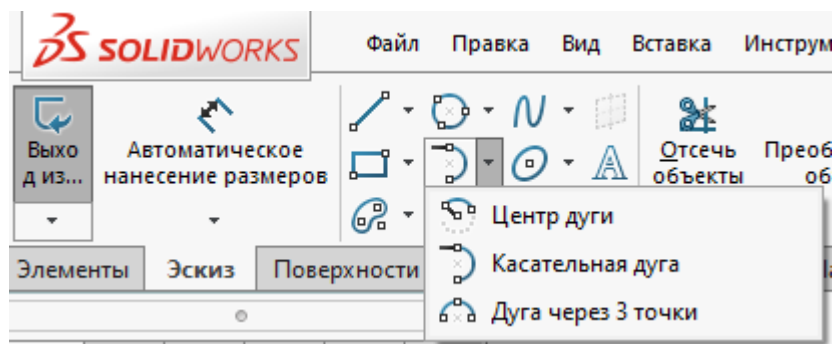 SOLIDWORKS
Файл Правка Вид Вставка Инструм
Выхо
д из...
Автоматическое
нанесение размеров
Отсечь
объекты
Преоб
об
Центр дуги
Касательная дуга
Дуга через 3 точки
Элементы Эскиз Поверхности